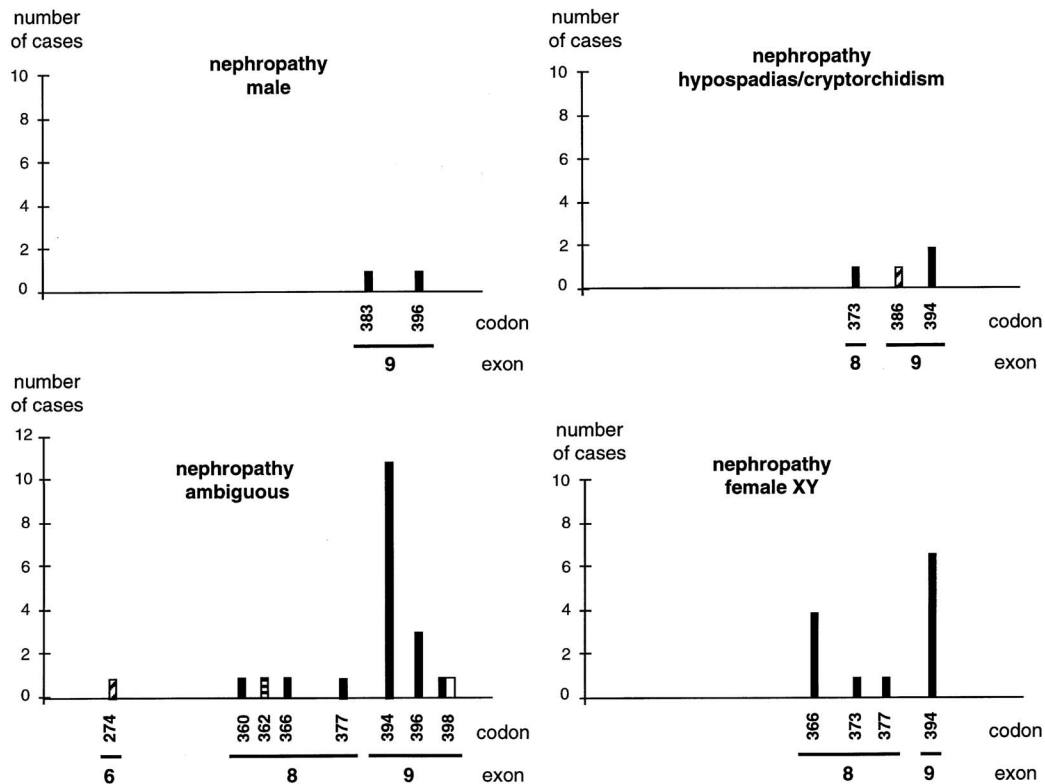 number
of cases
nephropathy
male
10
8
6
4
2
0
383
396
codon
9
exon
number
of cases
nephropathy
hypospadias/cryptorchidism
10
8
6
4
2
0
373
386
394
codon
8
9
exon
number
of cases
nephropathy
ambiguous
12
10
8
6
4
2
0
274
360
362
366
377
394
396
398
codon
6
8
9
exon
number
of cases
nephropathy
female XY
10
8
6
4
2
0
366
373
377
394
codon
8
9
exon